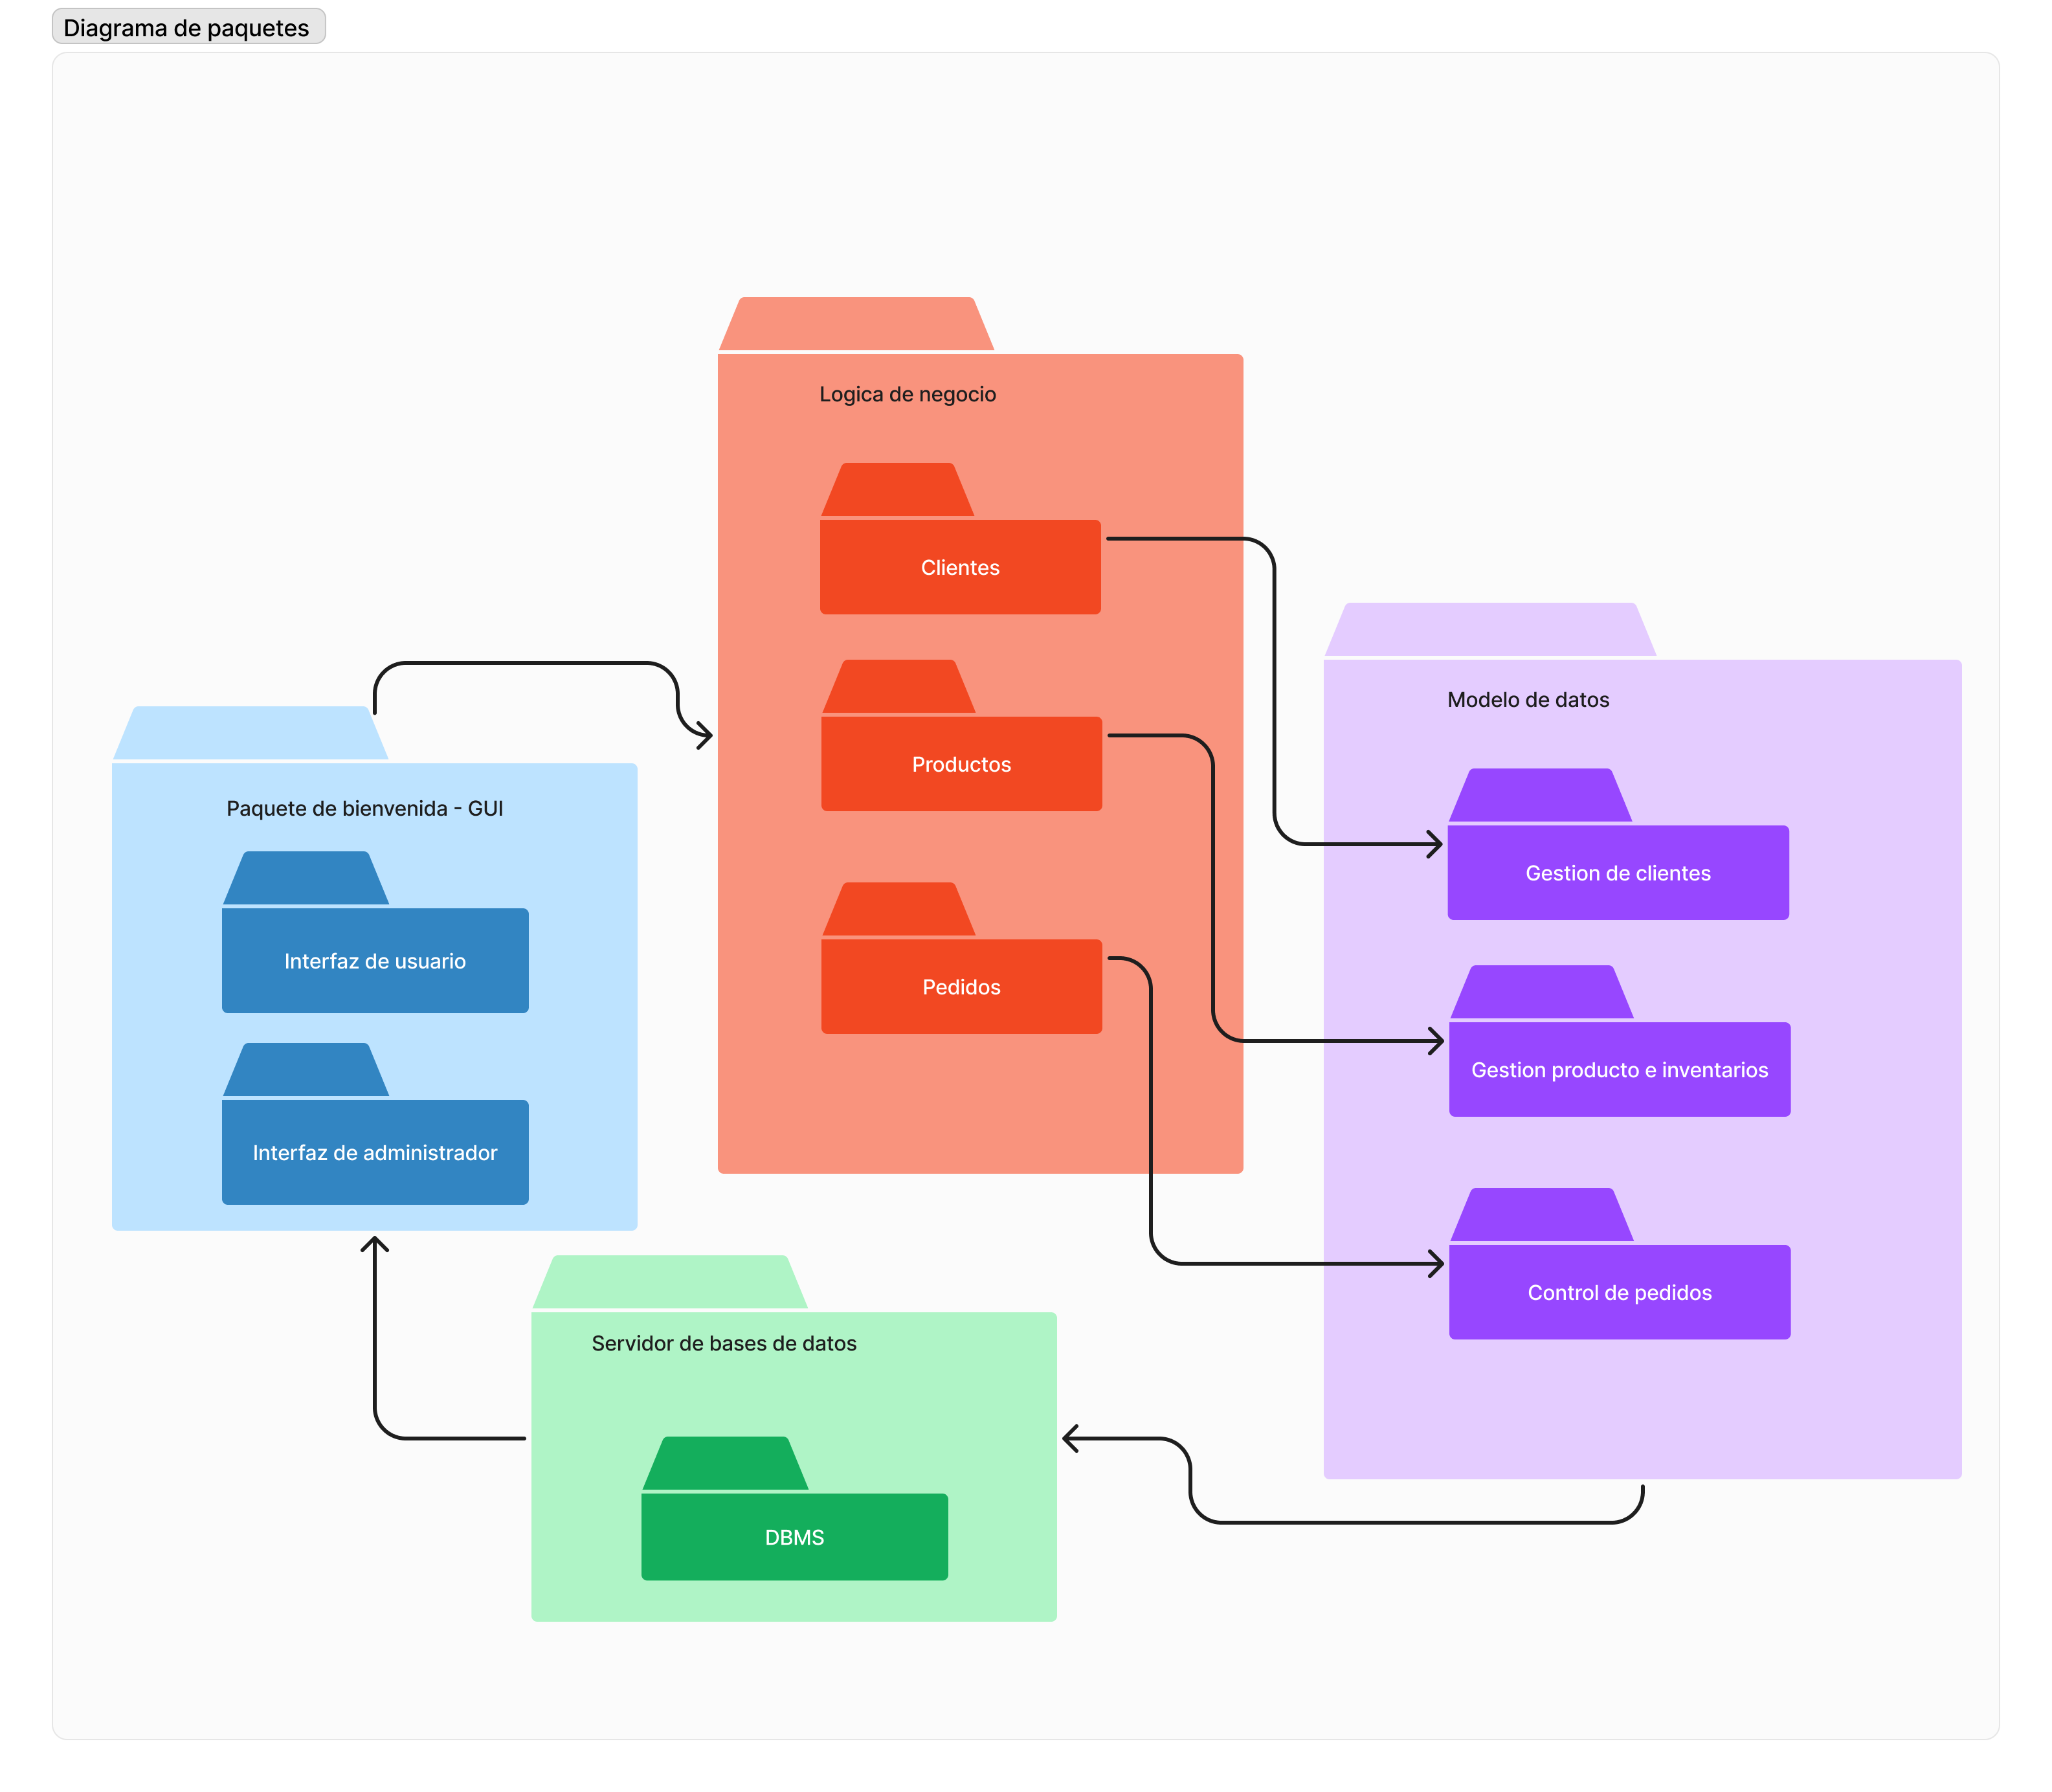 Diagrama de paquetes
Logica de negocio
Clientes
Productos
Pedidos
Modelo de datos
Gestion de clientes
Gestion producto e inventarios
Control de pedidos
Paquete de bienvenida - GUI
Interfaz de usuario
Interfaz de administrador
Servidor de bases de datos
DBMS